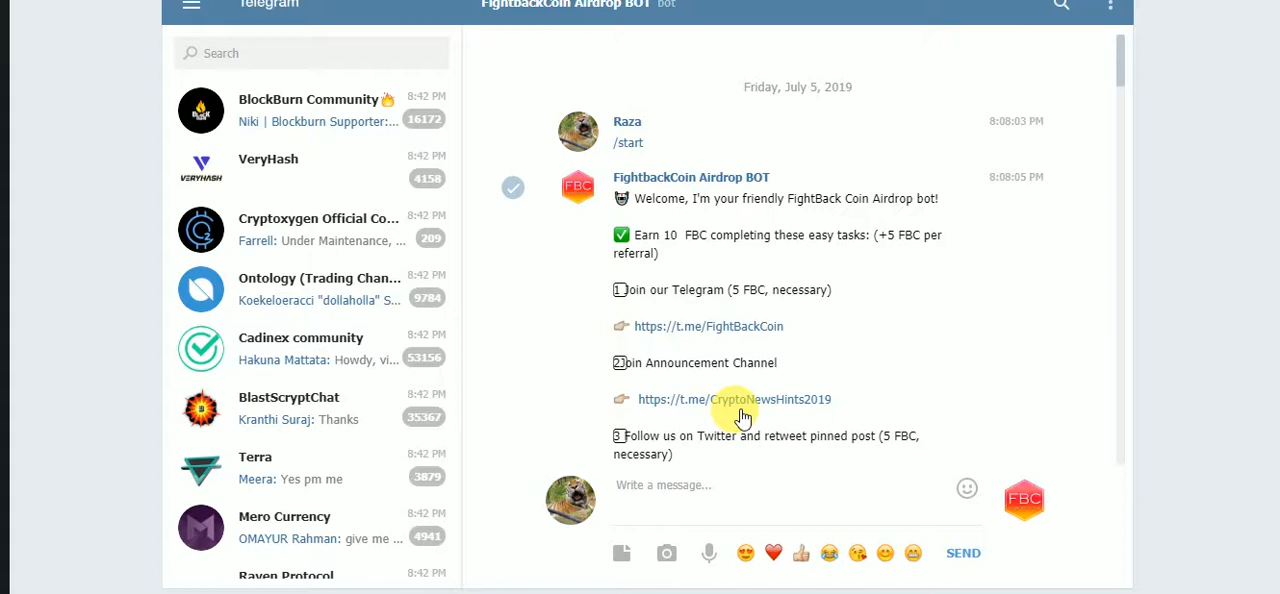 Telegram
FightbackCoin Airdrop BOT bot
Search
BlockBurn Community🔥 8:42 PM
Niki | Blockburn Supporter:... 16172
VeryHash 8:42 PM
4158
VERYHASH
Cryptoxygen Official Co... 8:42 PM
Farrell: Under Maintenance, ... 209
Ontology (Trading Chan... 8:42 PM
Koekeloeracci "dollaholla" S... 9784
Cadinex community 8:42 PM
Hakuna Mattata: Howdy, vi... 53156
BlastScryptChat 8:42 PM
Kranthi Suraj: Thanks 35367
Terra 8:42 PM
Meera: Yes pm me 3879
Mero Currency 8:42 PM
OMAYUR Rahman: give me ... 4941
Raven Protocol 8:42 PM
Friday, July 5, 2019
Raza 8:08:03 PM
/start
FightbackCoin Airdrop BOT 8:08:05 PM
FBC
Welcome, I'm your friendly FightBack Coin Airdrop bot!
✅ Earn 10 FBC completing these easy tasks: (+5 FBC per
referral)
1 Join our Telegram (5 FBC, necessary)
👉 https://t.me/FightBackCoin
2 Join Announcement Channel
👉 https://t.me/CryptoNewsHints2019
3 Follow us on Twitter and retweet pinned post (5 FBC,
necessary)
Write a message...
FBC
SEND